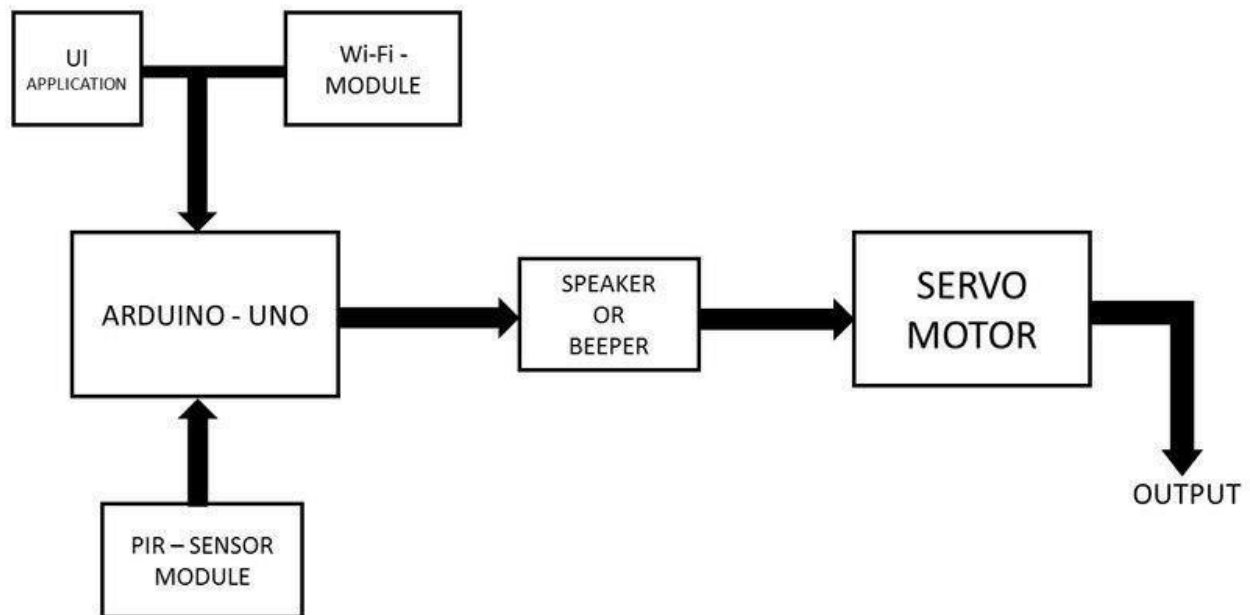 UI
APPLICATION
Wi-Fi -
MODULE
ARDUINO - UNO
SPEAKER
OR
BEEPER
SERVO
MOTOR
OUTPUT
PIR – SENSOR
MODULE